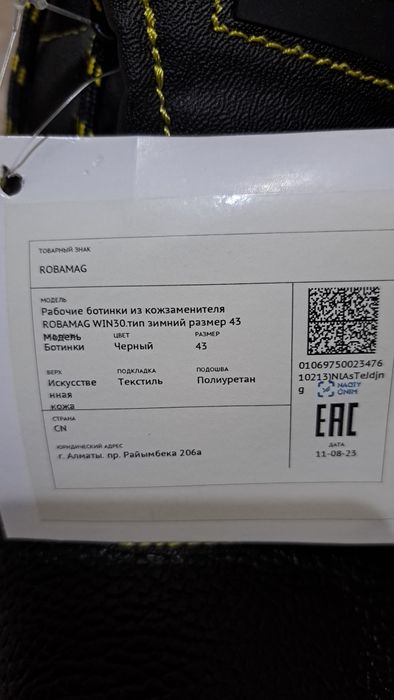 ТОВАРНЫЙ ЗНАК
ROBAMAG
МОДЕЛЬ
Рабочие ботинки из кожзаменителя
ROBAMAG WIN30.тип зимний размер 43
Модель ЦВЕТ РАЗМЕР
Ботинки Черный 43
ВЕРХ ПОДКЛАДКА ПОДОШВА
Искусстве Текстиль Полиуретан
нная
кожа
СТРАНА
CN
ЮРИДИЧЕСКИЙ АДРЕС
г. Алматы. пр. Райымбека 206а
01069750023476
10213)NlAsTeJdjn
g NAQTY
ÓNIM
EAC
ДАТА
11-08-23